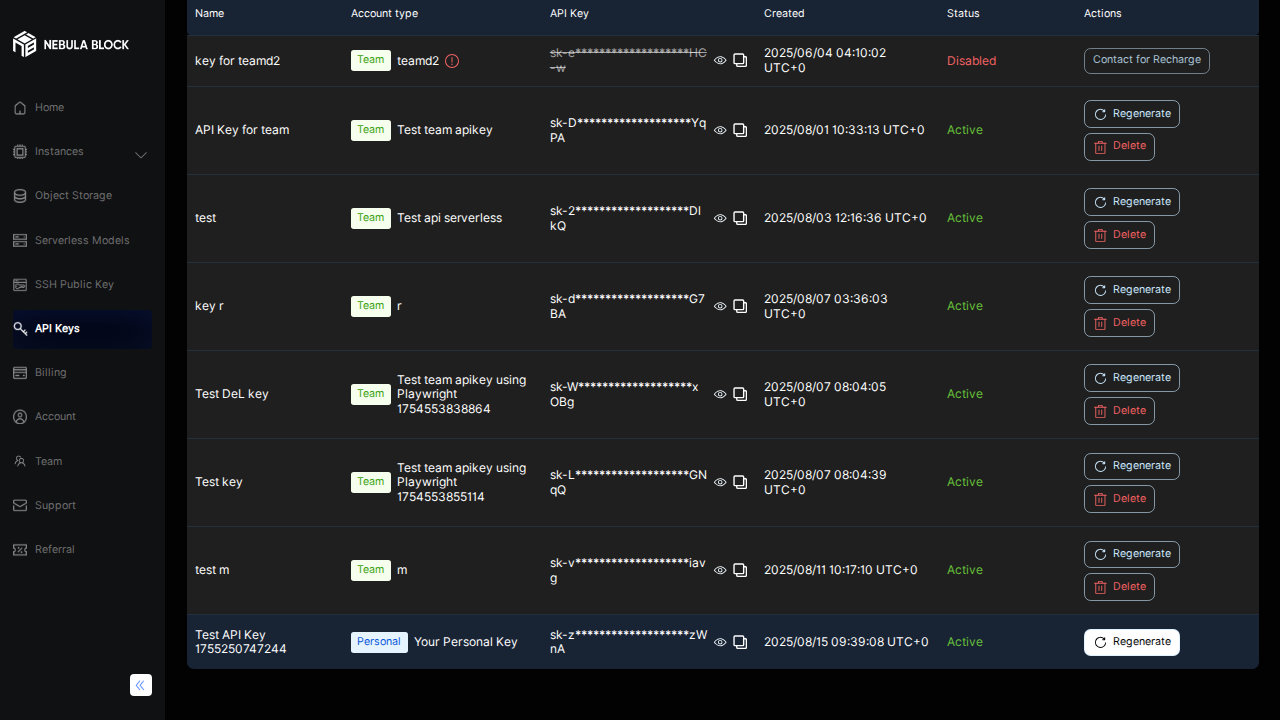 NEBULA BLOCK
Home
Instances
Object Storage
Serverless Models
SSH Public Key
API Keys
Billing
Account
Team
Support
Referral
Name Account type API Key Created Status Actions
key for teamd2 Team teamd2 sk-e*******************HC-w 2025/06/04 04:10:02 UTC+0 Disabled Contact for Recharge
API Key for team Team Test team apikey sk-D*******************YqPA 2025/08/01 10:33:13 UTC+0 Active Regenerate
Delete
test Team Test api serverless sk-2*******************DIkQ 2025/08/03 12:16:36 UTC+0 Active Regenerate
Delete
key r Team r sk-d*******************G7BA 2025/08/07 03:36:03 UTC+0 Active Regenerate
Delete
Test DeL key Team Test team apikey using Playwright 1754553838864 sk-W*******************xOBg 2025/08/07 08:04:05 UTC+0 Active Regenerate
Delete
Test key Team Test team apikey using Playwright 1754553855114 sk-L*******************GNqQ 2025/08/07 08:04:39 UTC+0 Active Regenerate
Delete
test m Team m sk-v*******************iavg 2025/08/11 10:17:10 UTC+0 Active Regenerate
Delete
Test API Key 1755250747244 Personal Your Personal Key sk-z*******************zWnA 2025/08/15 09:39:08 UTC+0 Active Regenerate